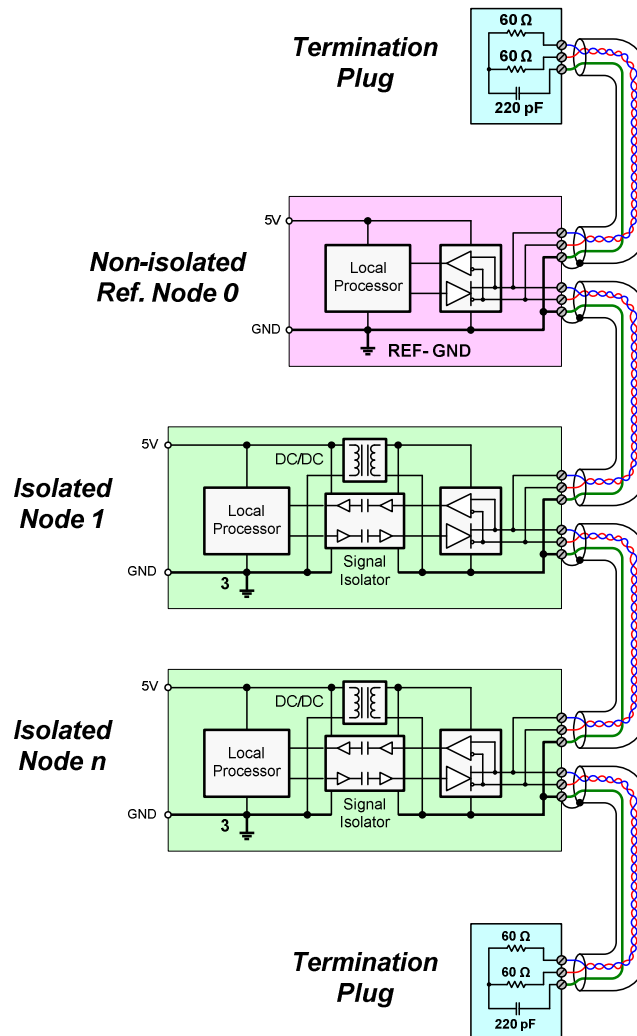 Termination
Plug
60 Ω
60 Ω
220 pF
Non-isolated
Ref. Node 0
5V
Local
Processor
GND
REF- GND
Isolated
Node 1
5V
DC/DC
Local
Processor
Signal
Isolator
GND
3
Isolated
Node n
5V
DC/DC
Local
Processor
Signal
Isolator
GND
3
Termination
Plug
60 Ω
60 Ω
220 pF